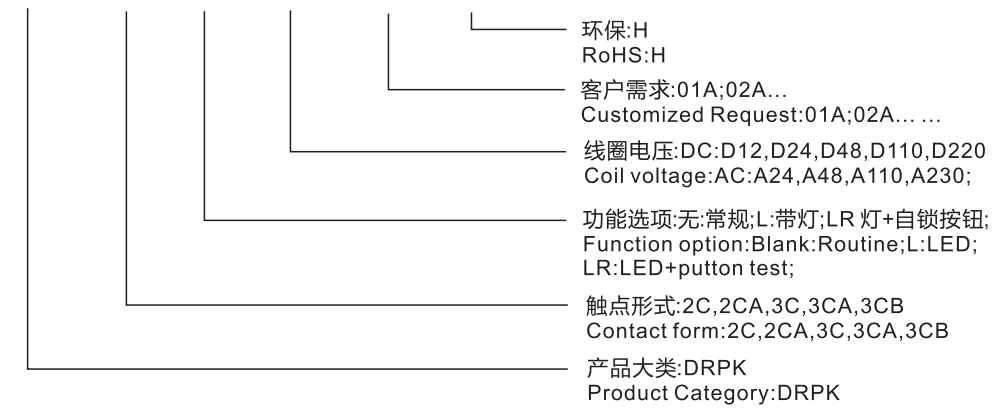 环保:H
RoHS:H
客户需求:01A;02A...
Customized Request:01A;02A... ...
线圈电压:DC:D12,D24,D48,D110,D220
Coil voltage:AC:A24,A48,A110,A230;
功能选项:无:常规;L:带灯;LR 灯+自锁按钮;
Function option:Blank:Routine;L:LED;
LR:LED+putton test;
触点形式:2C,2CA,3C,3CA,3CB
Contact form:2C,2CA,3C,3CA,3CB
产品大类:DRPK
Product Category:DRPK